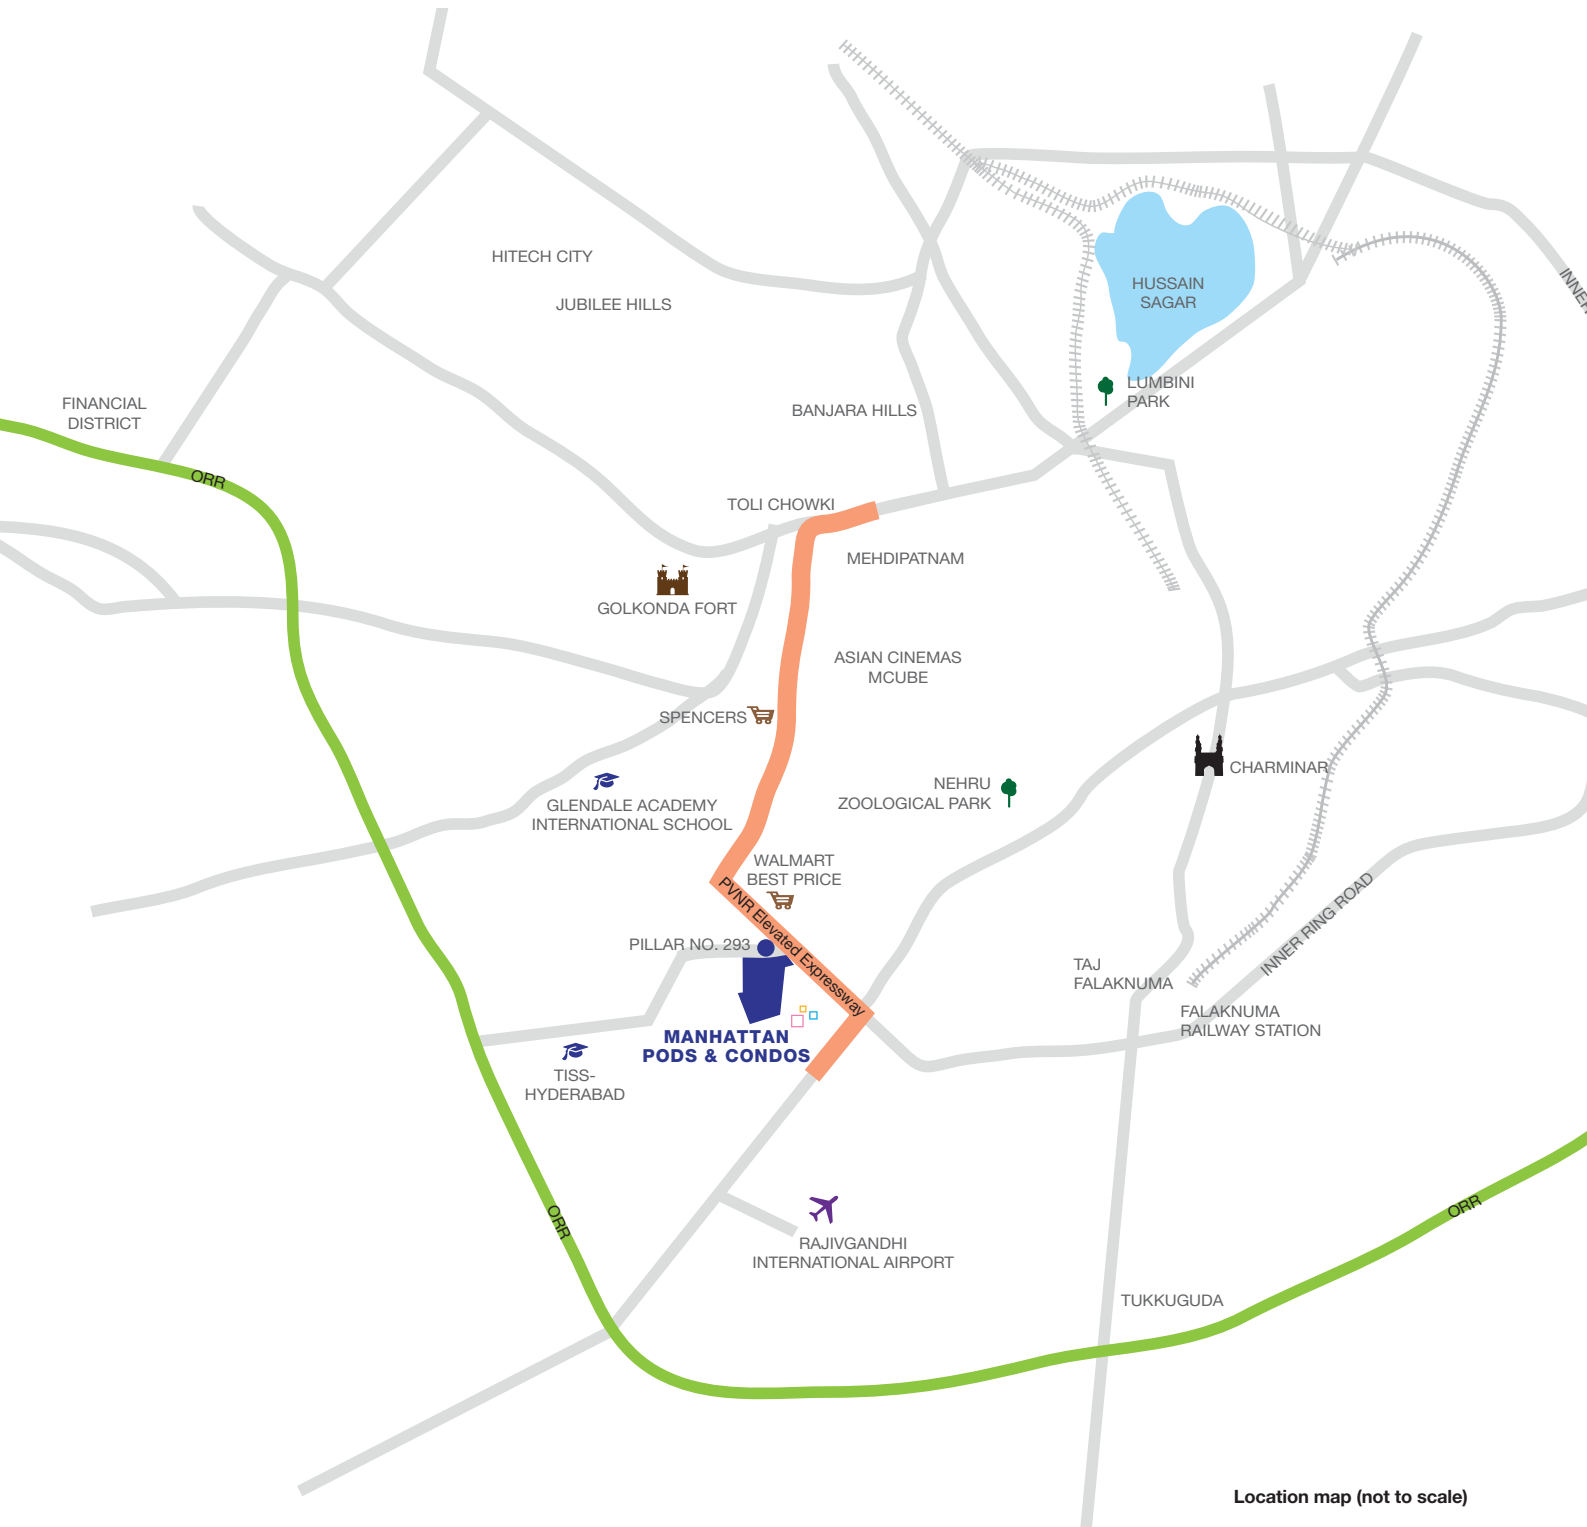 HITECH CITY
JUBILEE HILLS
HUSSAIN
SAGAR
INNER
LUMBINI
PARK
FINANCIAL
DISTRICT
BANJARA HILLS
ORR
TOLI CHOWKI
MEHDIPATNAM
GOLKONDA FORT
ASIAN CINEMAS
MCUBE
SPENCERS
CHARMINAR
NEHRU
ZOOLOGICAL PARK
GLENDALE ACADEMY
INTERNATIONAL SCHOOL
WALMART
BEST PRICE
PVNR Elevated Expressway
INNER RING ROAD
PILLAR NO. 293
TAJ
FALAKNUMA
FALAKNUMA
RAILWAY STATION
MANHATTAN
PODS & CONDOS
TISS-
HYDERABAD
ORR
ORR
RAJIVGANDHI
INTERNATIONAL AIRPORT
TUKKUGUDA
Location map (not to scale)